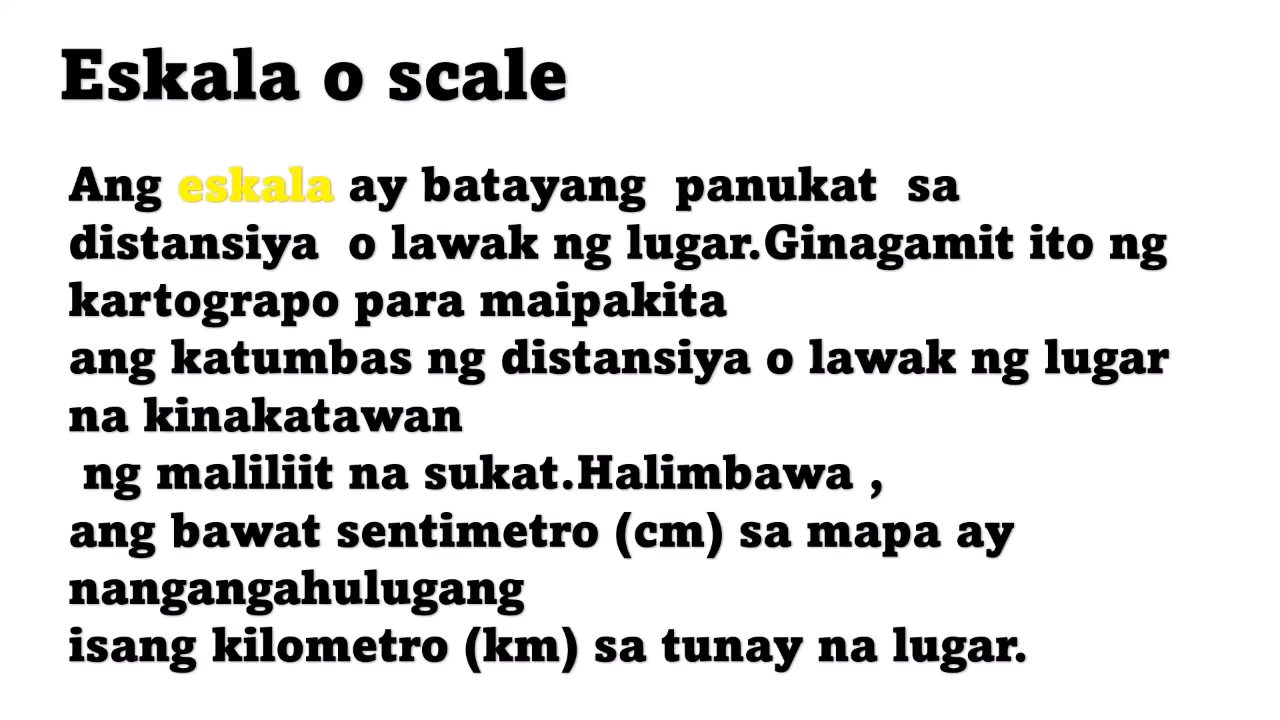 Eskala o scale
Ang eskala ay batayang  panukat  sa
distansiya  o lawak ng lugar.Ginagamit ito ng
kartograpo para maipakita
ang katumbas ng distansiya o lawak ng lugar
na kinakatawan
ng maliliit na sukat.Halimbawa ,
ang bawat sentimetro (cm) sa mapa ay
nangangahulugang
isang kilometro (km) sa tunay na lugar.